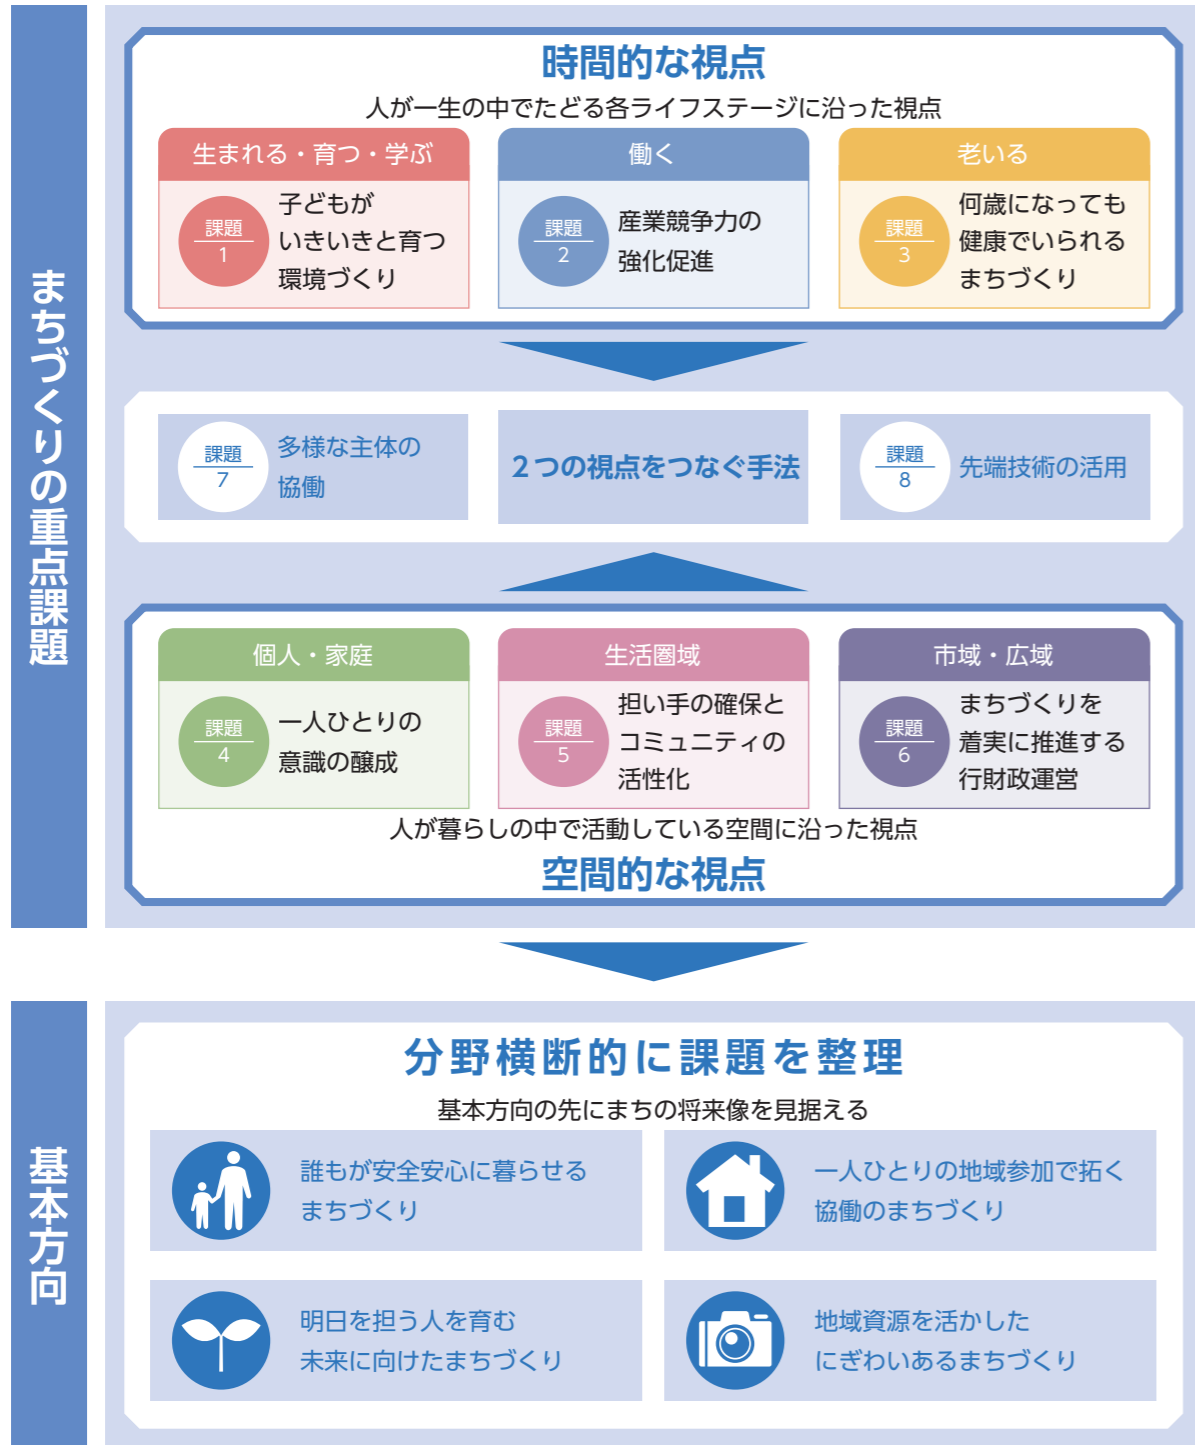 まちづくりの重点課題
時間的な視点
人が一生の中でたどる各ライフステージに沿った視点
生まれる・育つ・学ぶ
課題
1
子どもが
いきいきと育つ
環境づくり
働く
課題
2
産業競争力の
強化促進
老いる
課題
3
何歳になっても
健康でいられる
まちづくり
課題
7
多様な主体の
協働
2つの視点をつなぐ手法
課題
8
先端技術の活用
個人・家庭
課題
4
一人ひとりの
意識の醸成
生活圏域
課題
5
担い手の確保と
コミュニティの
活性化
市域・広域
課題
6
まちづくりを
着実に推進する
行財政運営
人が暮らしの中で活動している空間に沿った視点
空間的な視点
基本方向
分野横断的に課題を整理
基本方向の先にまちの将来像を見据える
誰もが安全安心に暮らせる
まちづくり
一人ひとりの地域参加で拓く
協働のまちづくり
明日を担う人を育む
未来に向けたまちづくり
地域資源を活かした
にぎわいあるまちづくり